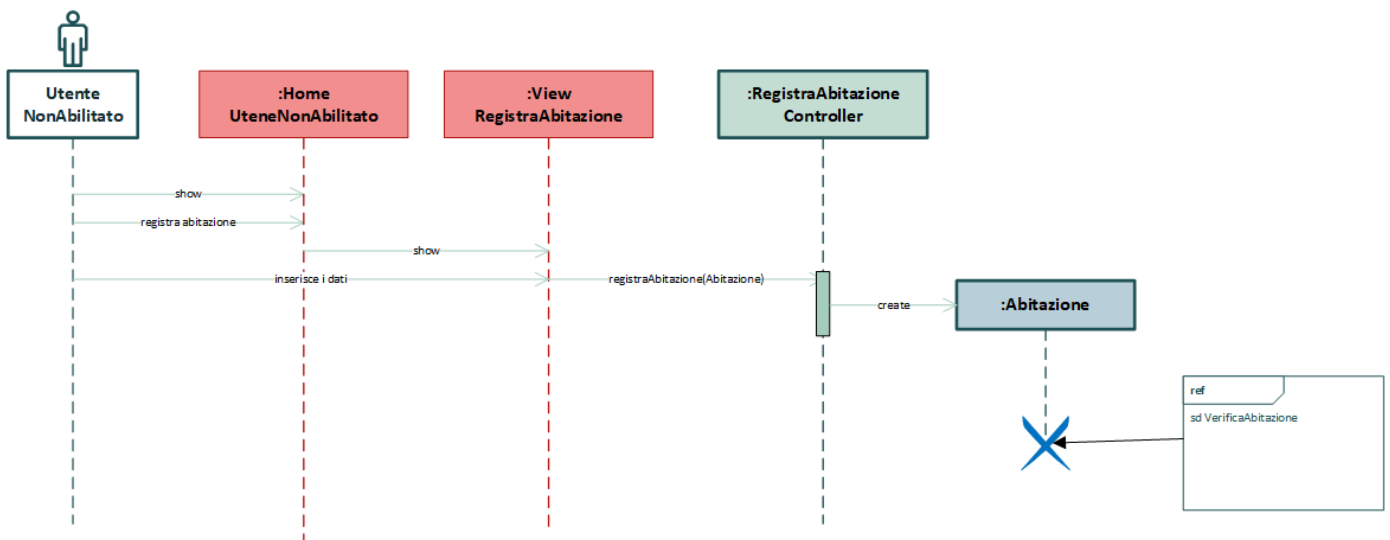 Utente
NonAbilitato
:Home
UteneNonAbilitato
:View
RegistraAbitazione
:RegistraAbitazione
Controller
show
registra abitazione
show
inserisce i dati
registraAbitazione(Abitazione)
create
:Abitazione
ref
sd VerificaAbitazione